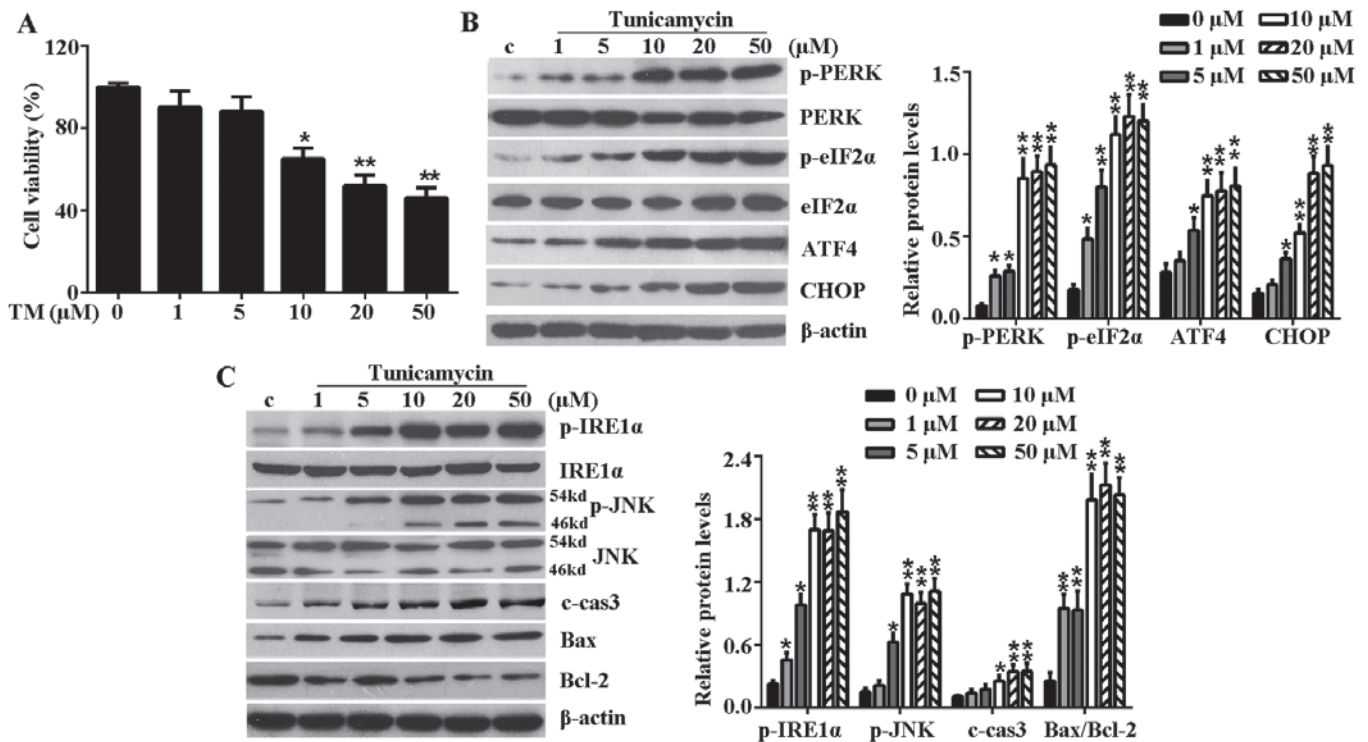 A
120
80
40
0
Cell viability (%)
*
**
**
TM (μM) 0 1 5 10 20 50
B
Tunicamycin
c 1 5 10 20 50 (μM)
p-PERK
PERK
p-eIF2α
eIF2α
ATF4
CHOP
β-actin
0 μM 10 μM
1 μM 20 μM
5 μM 50 μM
Relative protein levels
1.5
1.0
0.5
0.0
* * ** ** **
* ** ** ** **
* ** ** **
* ** ** **
p-PERK p-eIF2α ATF4 CHOP
C
Tunicamycin
c 1 5 10 20 50 (μM)
p-IRE1α
IRE1α
54kd p-JNK
46kd
54kd JNK
46kd
c-cas3
Bax
Bcl-2
β-actin
0 μM 10 μM
1 μM 20 μM
5 μM 50 μM
Relative protein levels
2.4
1.8
1.2
0.6
0.0
* * ** ** **
* ** ** **
* ** **
** ** ** ** **
p-IRE1α p-JNK c-cas3 Bax/Bcl-2